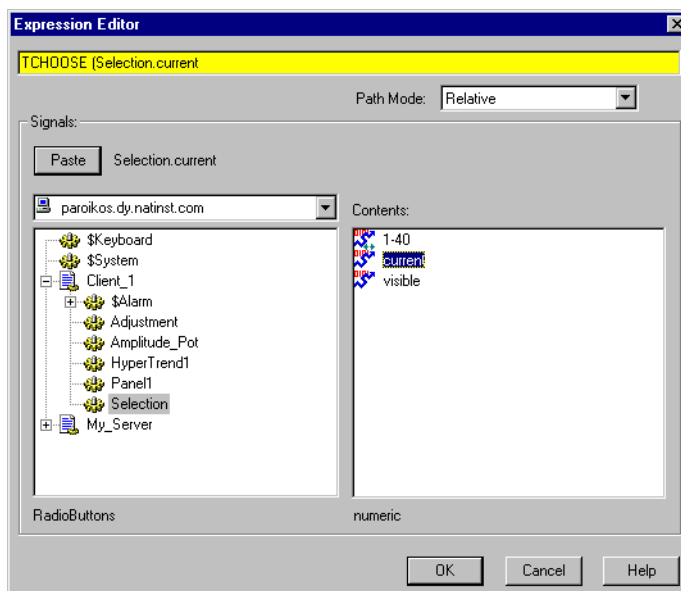 Expression Editor
TCHOOSE (Selection.current
Path Mode: Relative
Signals:
Paste Selection.current
paroikos.dy.natinst.com
Contents:
$Keyboard
$System
Client_1
$Alarm
Adjustment
Amplitude_Pot
HyperTrend1
Panel1
Selection
My_Server
1-40
current
visible
RadioButtons
numeric
OK Cancel Help